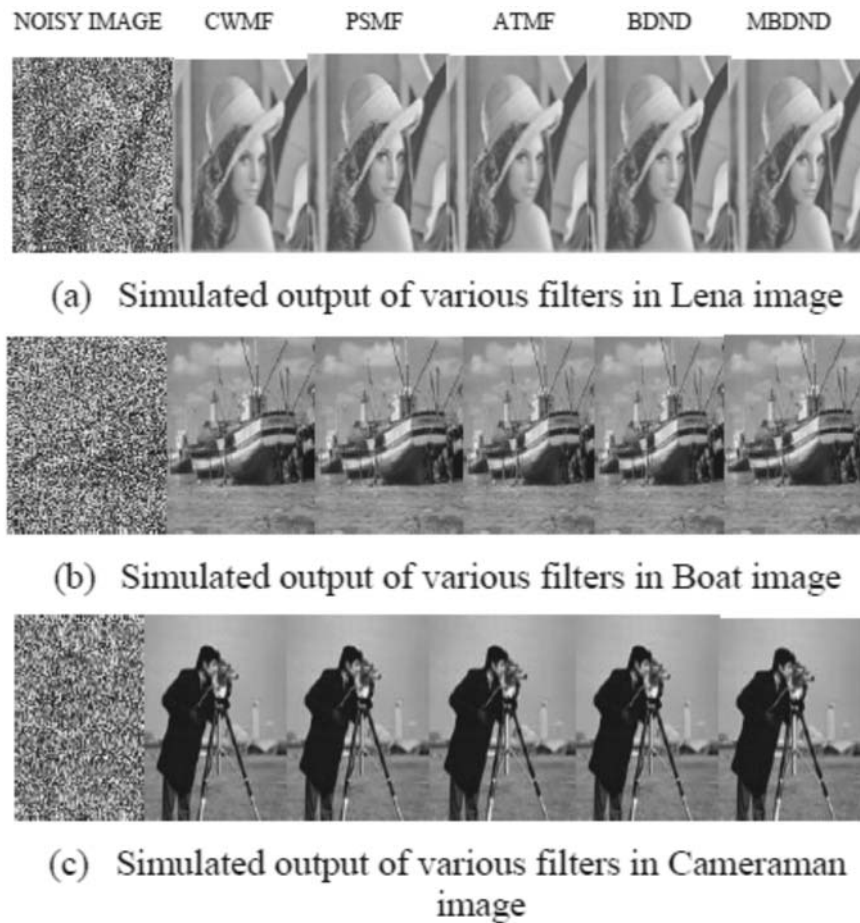 NOISY IMAGE CWMF PSMF ATMF BDND MBDND
(a) Simulated output of various filters in Lena image
(b) Simulated output of various filters in Boat image
(c) Simulated output of various filters in Cameraman
image